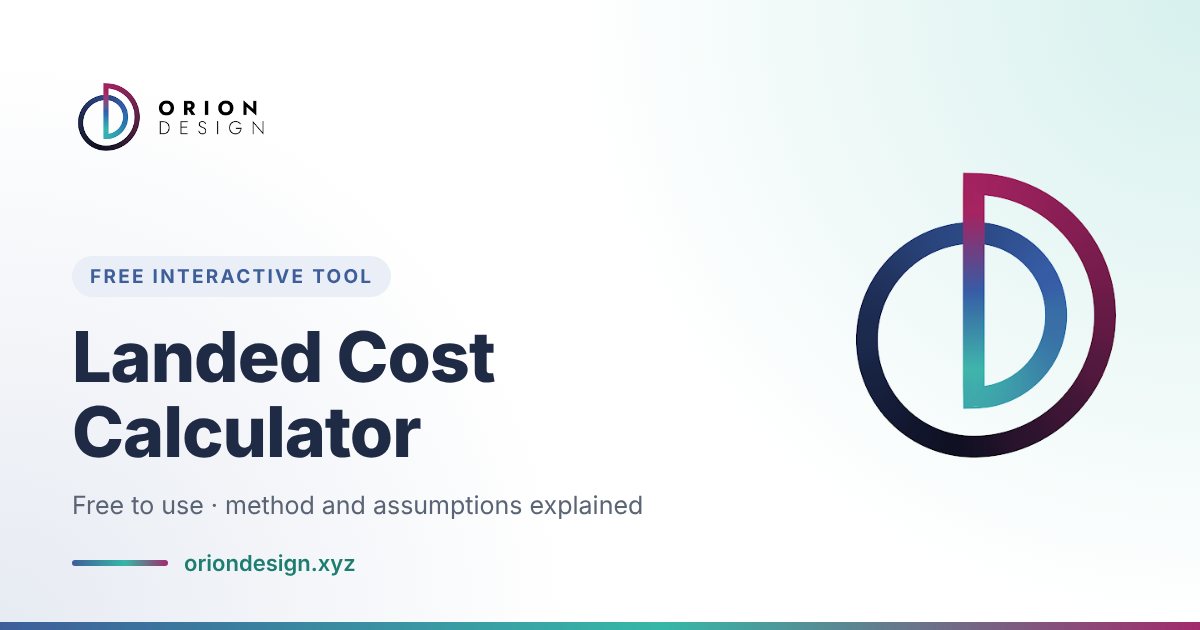 ORION
DESIGN
FREE INTERACTIVE TOOL
Landed Cost
Calculator
Free to use · method and assumptions explained
oriondesign.xyz